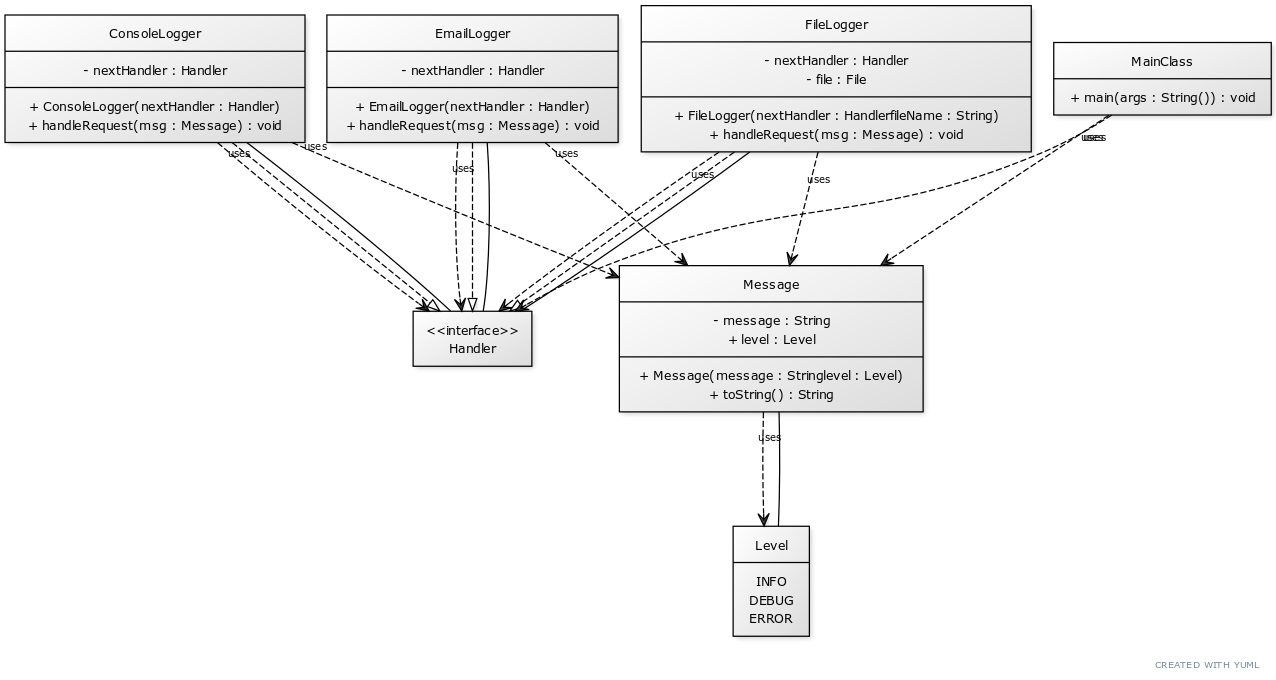 ConsoleLogger
- nextHandler : Handler
+ ConsoleLogger(nextHandler : Handler)
+ handleRequest(msg : Message) : void
EmailLogger
- nextHandler : Handler
+ EmailLogger(nextHandler : Handler)
+ handleRequest(msg : Message) : void
FileLogger
- nextHandler : Handler
- file : File
+ FileLogger(nextHandler : HandlerfileName : String)
+ handleRequest(msg : Message) : void
MainClass
+ main(args : String()) : void
uses
uses
uses
uses
uses
uses
uses
uses
<<interface>>
Handler
Message
- message : String
+ level : Level
+ Message(message : Stringlevel : Level)
+ toString() : String
uses
Level
INFO
DEBUG
ERROR
CREATED WITH YUML